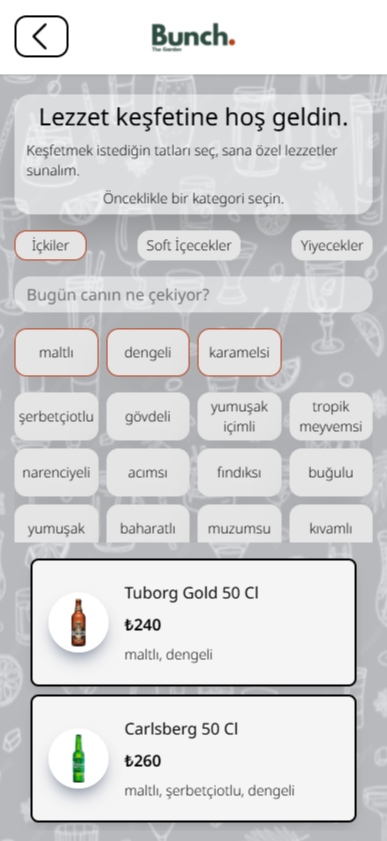 Bunch.
The Garden
Lezzet keşfetine hoş geldin.
Keşfetmek istediğin tatları seç, sana özel lezzetler
sunalım.
Önceklikle bir kategori seçin.
İçkiler Soft İçecekler Yiyecekler
Bugün canın ne çekiyor?
maltlı dengeli karamelsi
şerbetçiotlu gövdeli yumuşak içimli tropik meyvemsi
narenciyeli acımsı fındıksı buğulu
yumuşak baharatlı muzumsu kıvamlı
Tuborg Gold 50 Cl
₺240
maltlı, dengeli
Carlsberg 50 Cl
₺260
maltlı, şerbetçiotlu, dengeli